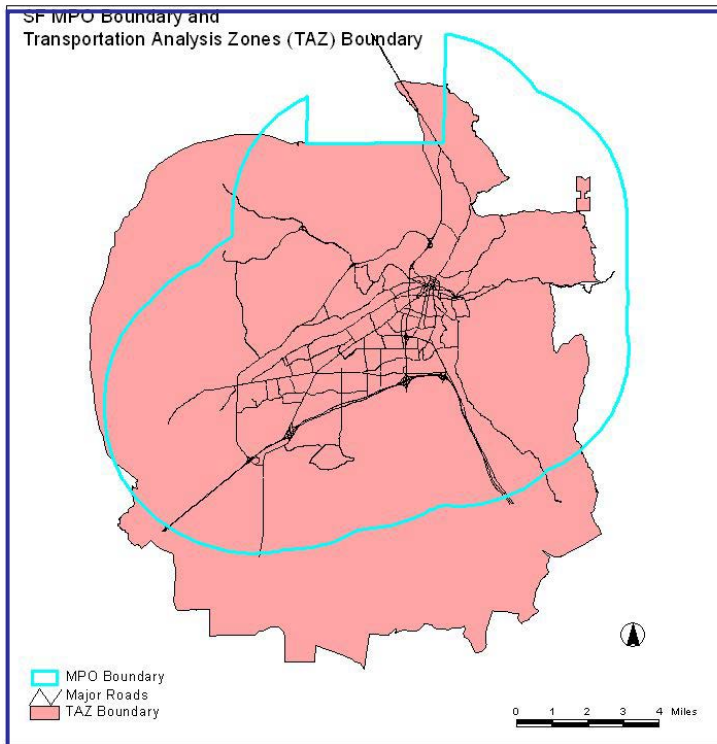 SF MPO Boundary and
Transportation Analysis Zones (TAZ) Boundary
MPO Boundary
Major Roads
TAZ Boundary
0 1 2 3 4 Miles